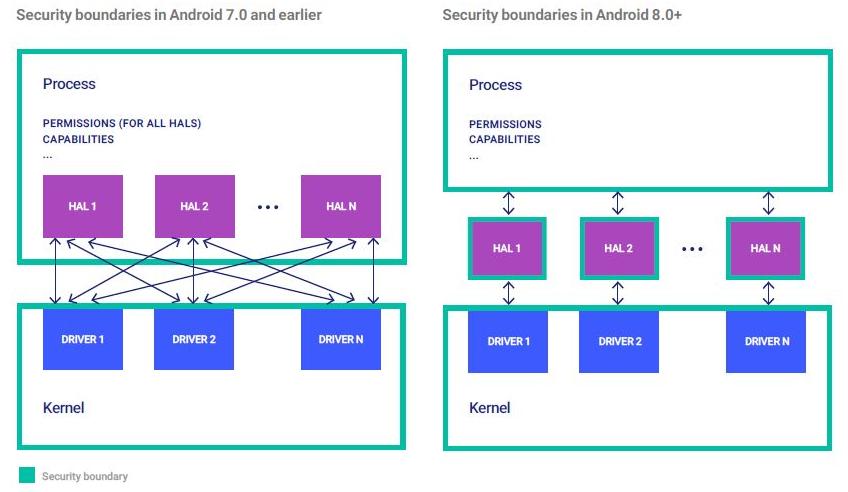 Security boundaries in Android 7.0 and earlier
Process
PERMISSIONS (FOR ALL HALS)
CAPABILITIES
...
HAL 1
HAL 2
...
HAL N
DRIVER 1
DRIVER 2
DRIVER N
Kernel
Security boundary
Security boundaries in Android 8.0+
Process
PERMISSIONS
CAPABILITIES
...
HAL 1
HAL 2
...
HAL N
DRIVER 1
DRIVER 2
DRIVER N
Kernel